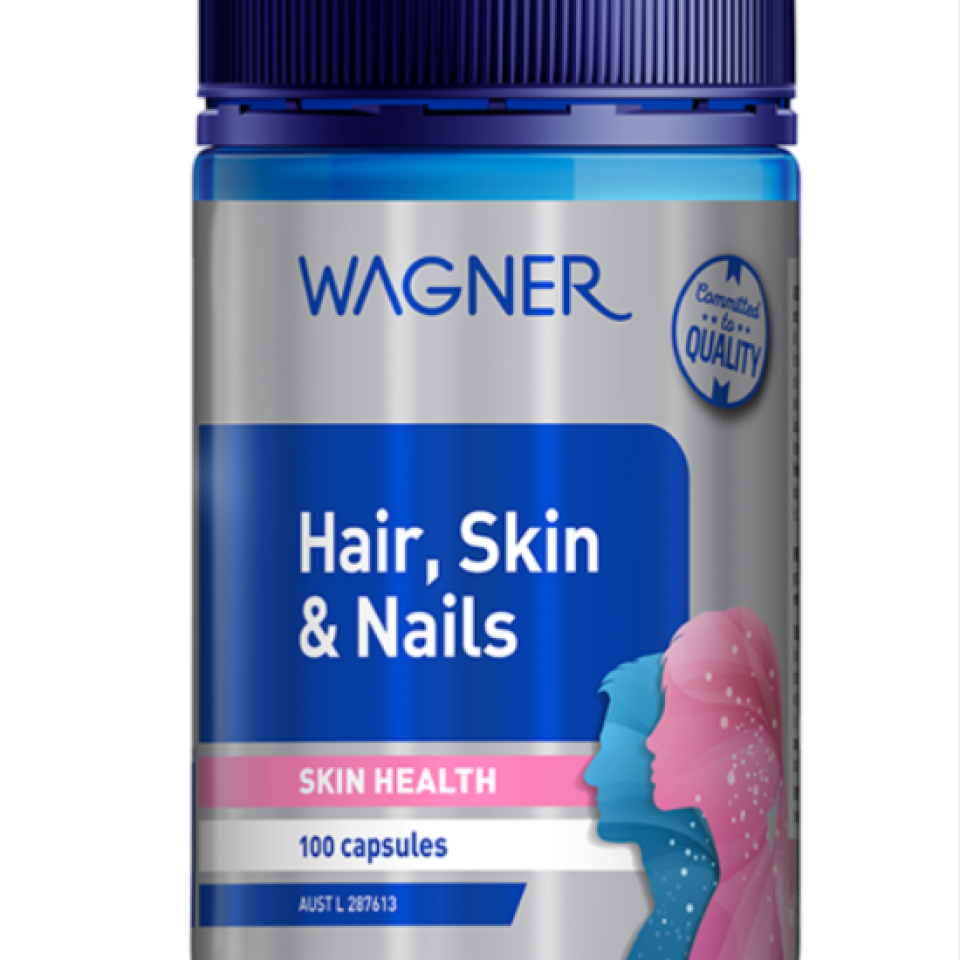 WAGNER
Committed
to
QUALITY
Hair, Skin
& Nails
SKIN HEALTH
100 capsules
AUST L 287613